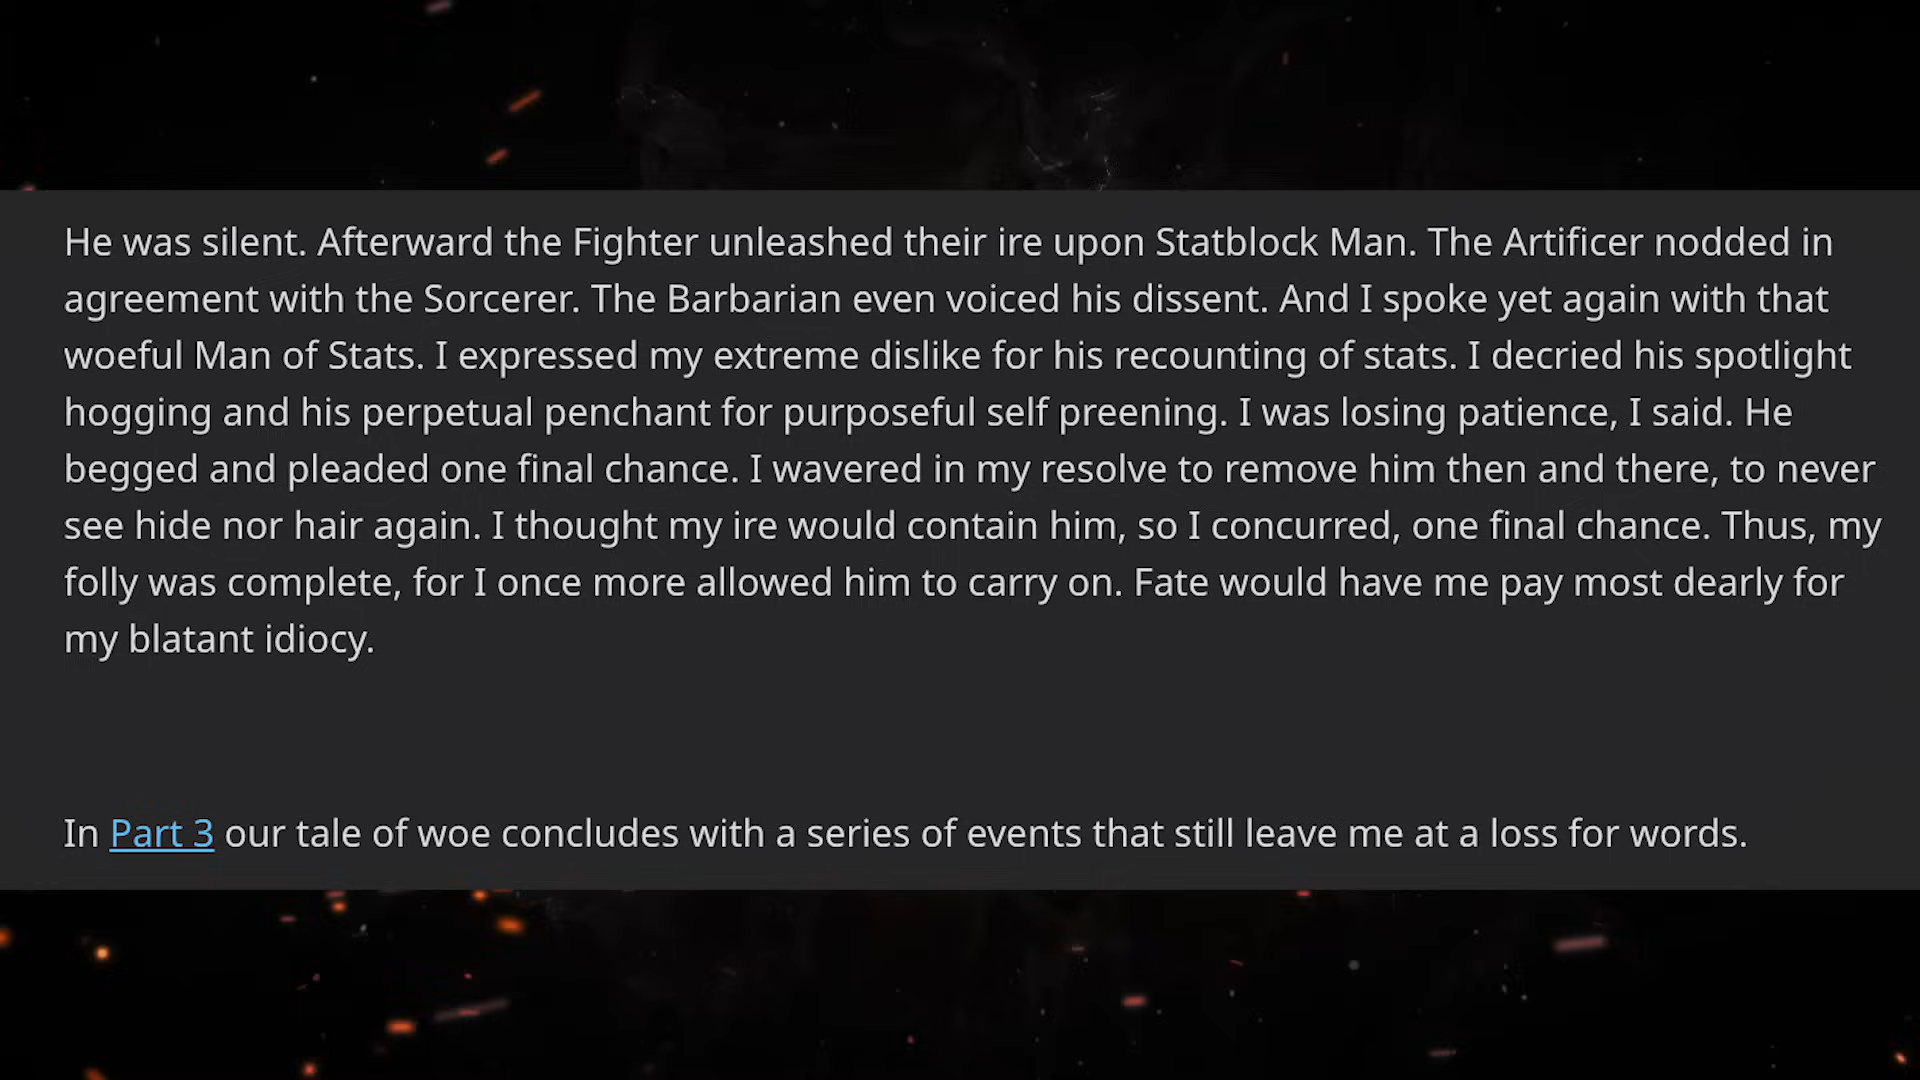 He was silent. Afterward the Fighter unleashed their ire upon Statblock Man. The Artificer nodded in
agreement with the Sorcerer. The Barbarian even voiced his dissent. And I spoke yet again with that
woeful Man of Stats. I expressed my extreme dislike for his recounting of stats. I decried his spotlight
hogging and his perpetual penchant for purposeful self preening. I was losing patience, I said. He
begged and pleaded one final chance. I wavered in my resolve to remove him then and there, to never
see hide nor hair again. I thought my ire would contain him, so I concurred, one final chance. Thus, my
folly was complete, for I once more allowed him to carry on. Fate would have me pay most dearly for
my blatant idiocy.
In Part 3 our tale of woe concludes with a series of events that still leave me at a loss for words.